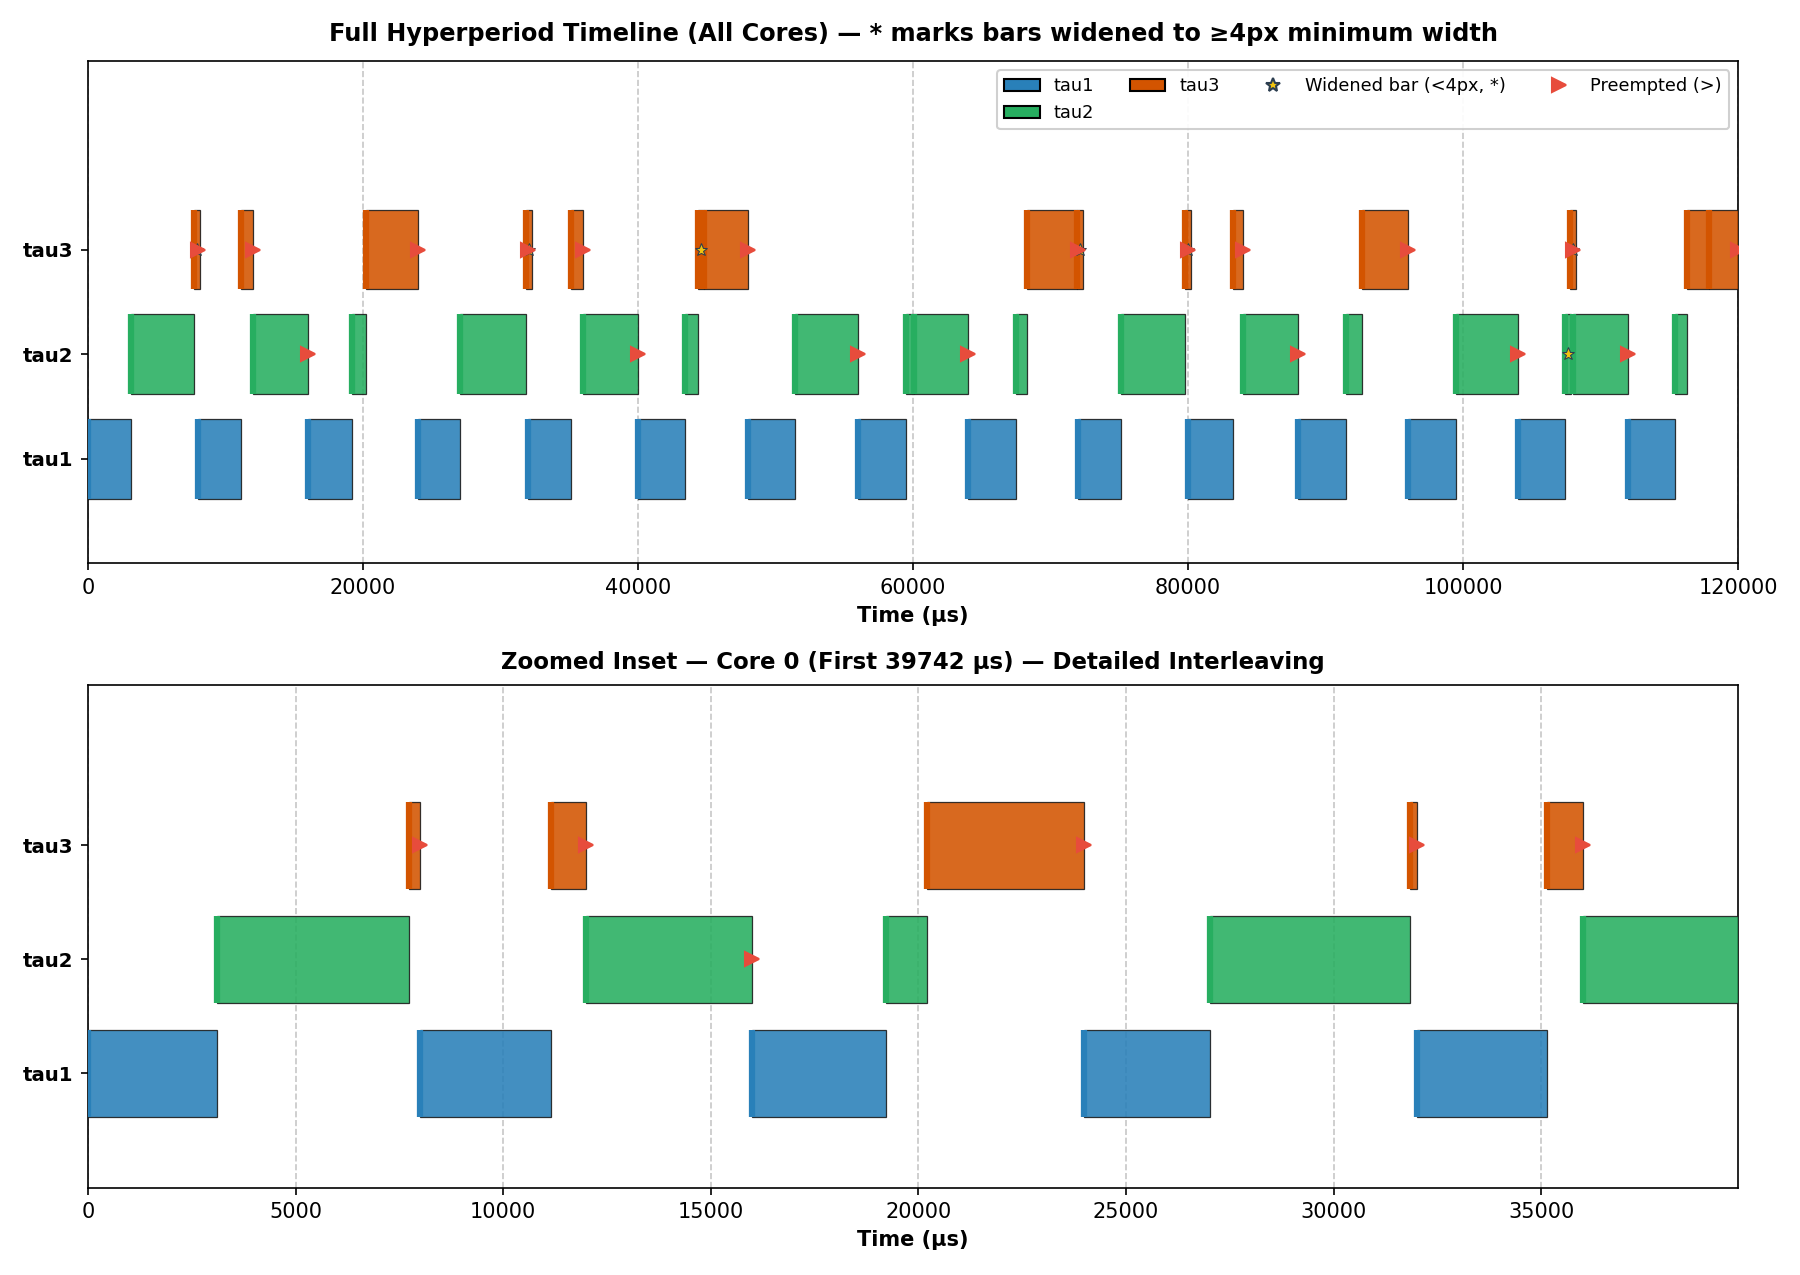 Full Hyperperiod Timeline (All Cores) — * marks bars widened to ≥4px minimum width
tau1 tau3 Widened bar (<4px, *) Preempted (>)
tau2
tau3
tau2
tau1
0 20000 40000 60000 80000 100000 120000
Time (µs)
Zoomed Inset — Core 0 (First 39742 µs) — Detailed Interleaving
tau3
tau2
tau1
0 5000 10000 15000 20000 25000 30000 35000
Time (µs)